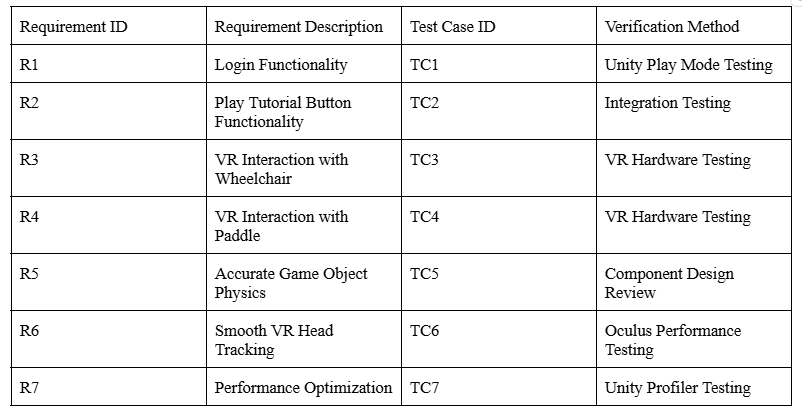 Requirement ID Requirement Description Test Case ID Verification Method
R1 Login Functionality TC1 Unity Play Mode Testing
R2 Play Tutorial Button TC2 Integration Testing
Functionality
R3 VR Interaction with TC3 VR Hardware Testing
Wheelchair
R4 VR Interaction with TC4 VR Hardware Testing
Paddle
R5 Accurate Game Object TC5 Component Design
Physics Review
R6 Smooth VR Head TC6 Oculus Performance
Tracking Testing
R7 Performance Optimization TC7 Unity Profiler Testing